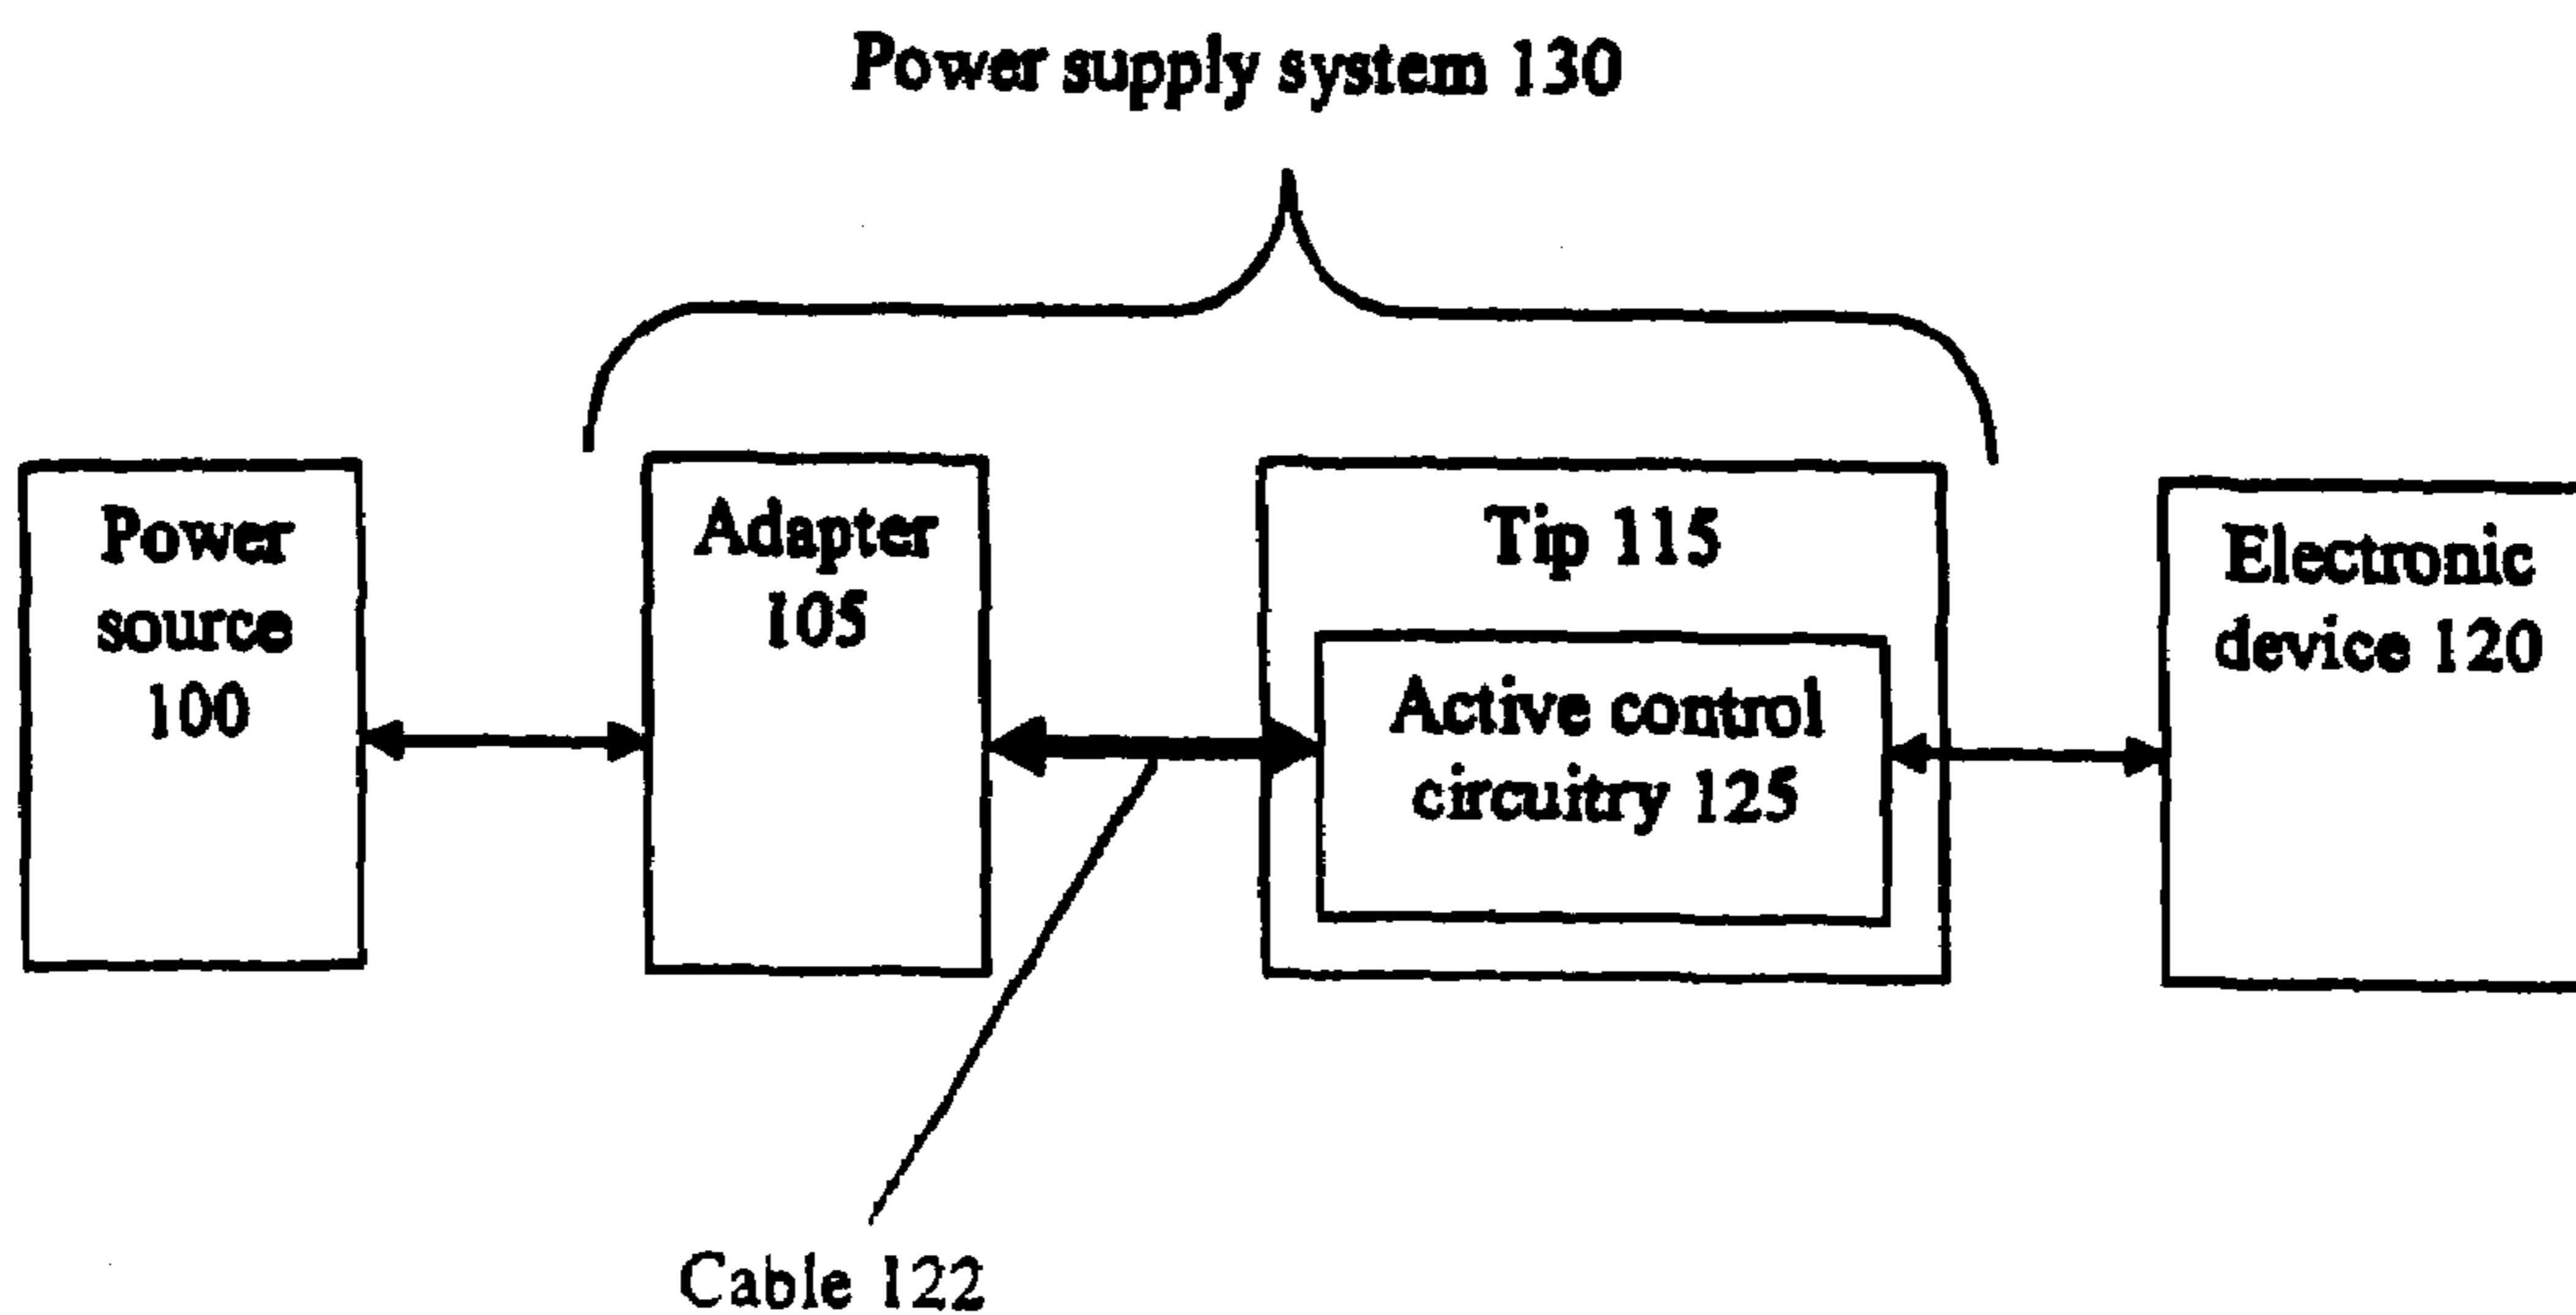 Power supply system 130
Power
source
100
Adapter
105
Tip 115
Active control
circuitry 125
Electronic
device 120
Cable 122